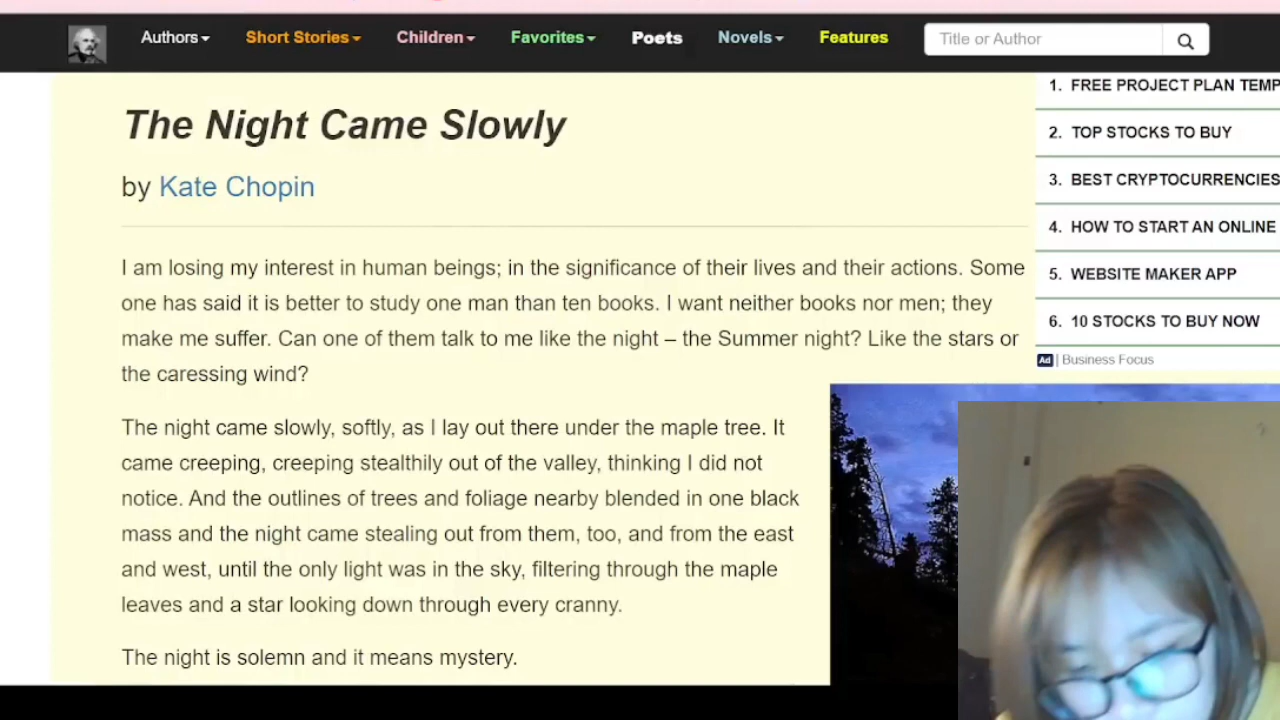 Authors Short Stories Children Favorites Poets Novels Features Title or Author
The Night Came Slowly
by Kate Chopin
I am losing my interest in human beings; in the significance of their lives and their actions. Some
one has said it is better to study one man than ten books. I want neither books nor men; they
make me suffer. Can one of them talk to me like the night – the Summer night? Like the stars or
the caressing wind?
The night came slowly, softly, as I lay out there under the maple tree. It
came creeping, creeping stealthily out of the valley, thinking I did not
notice. And the outlines of trees and foliage nearby blended in one black
mass and the night came stealing out from them, too, and from the east
and west, until the only light was in the sky, filtering through the maple
leaves and a star looking down through every cranny.
The night is solemn and it means mystery.
1. FREE PROJECT PLAN TEMP
2. TOP STOCKS TO BUY
3. BEST CRYPTOCURRENCIES
4. HOW TO START AN ONLINE
5. WEBSITE MAKER APP
6. 10 STOCKS TO BUY NOW
Ad | Business Focus